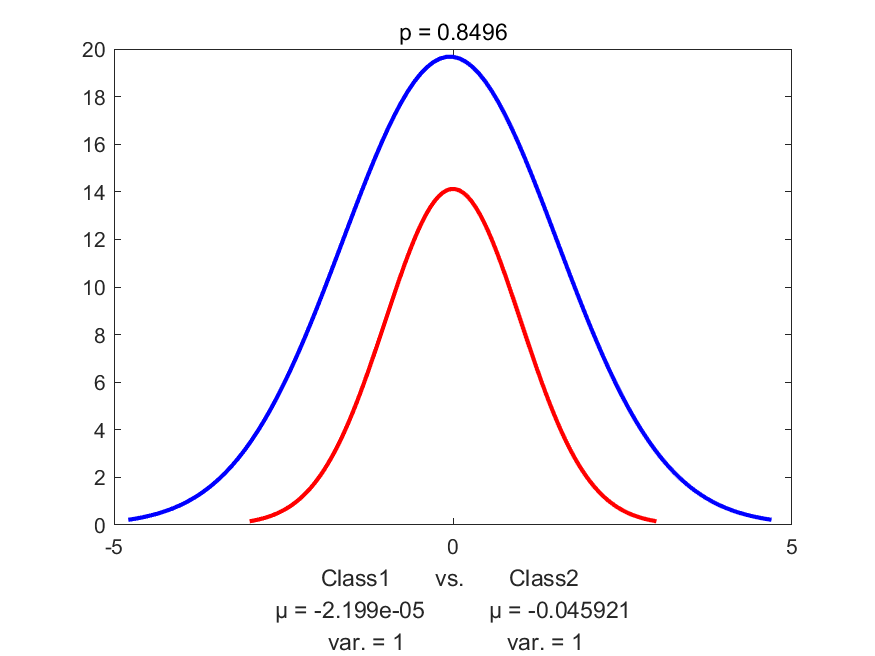 p = 0.8496
20
18
16
14
12
10
8
6
4
2
0
-5 0 5
Class1 vs. Class2
μ = -2.199e-05 μ = -0.045921
var. = 1 var. = 1